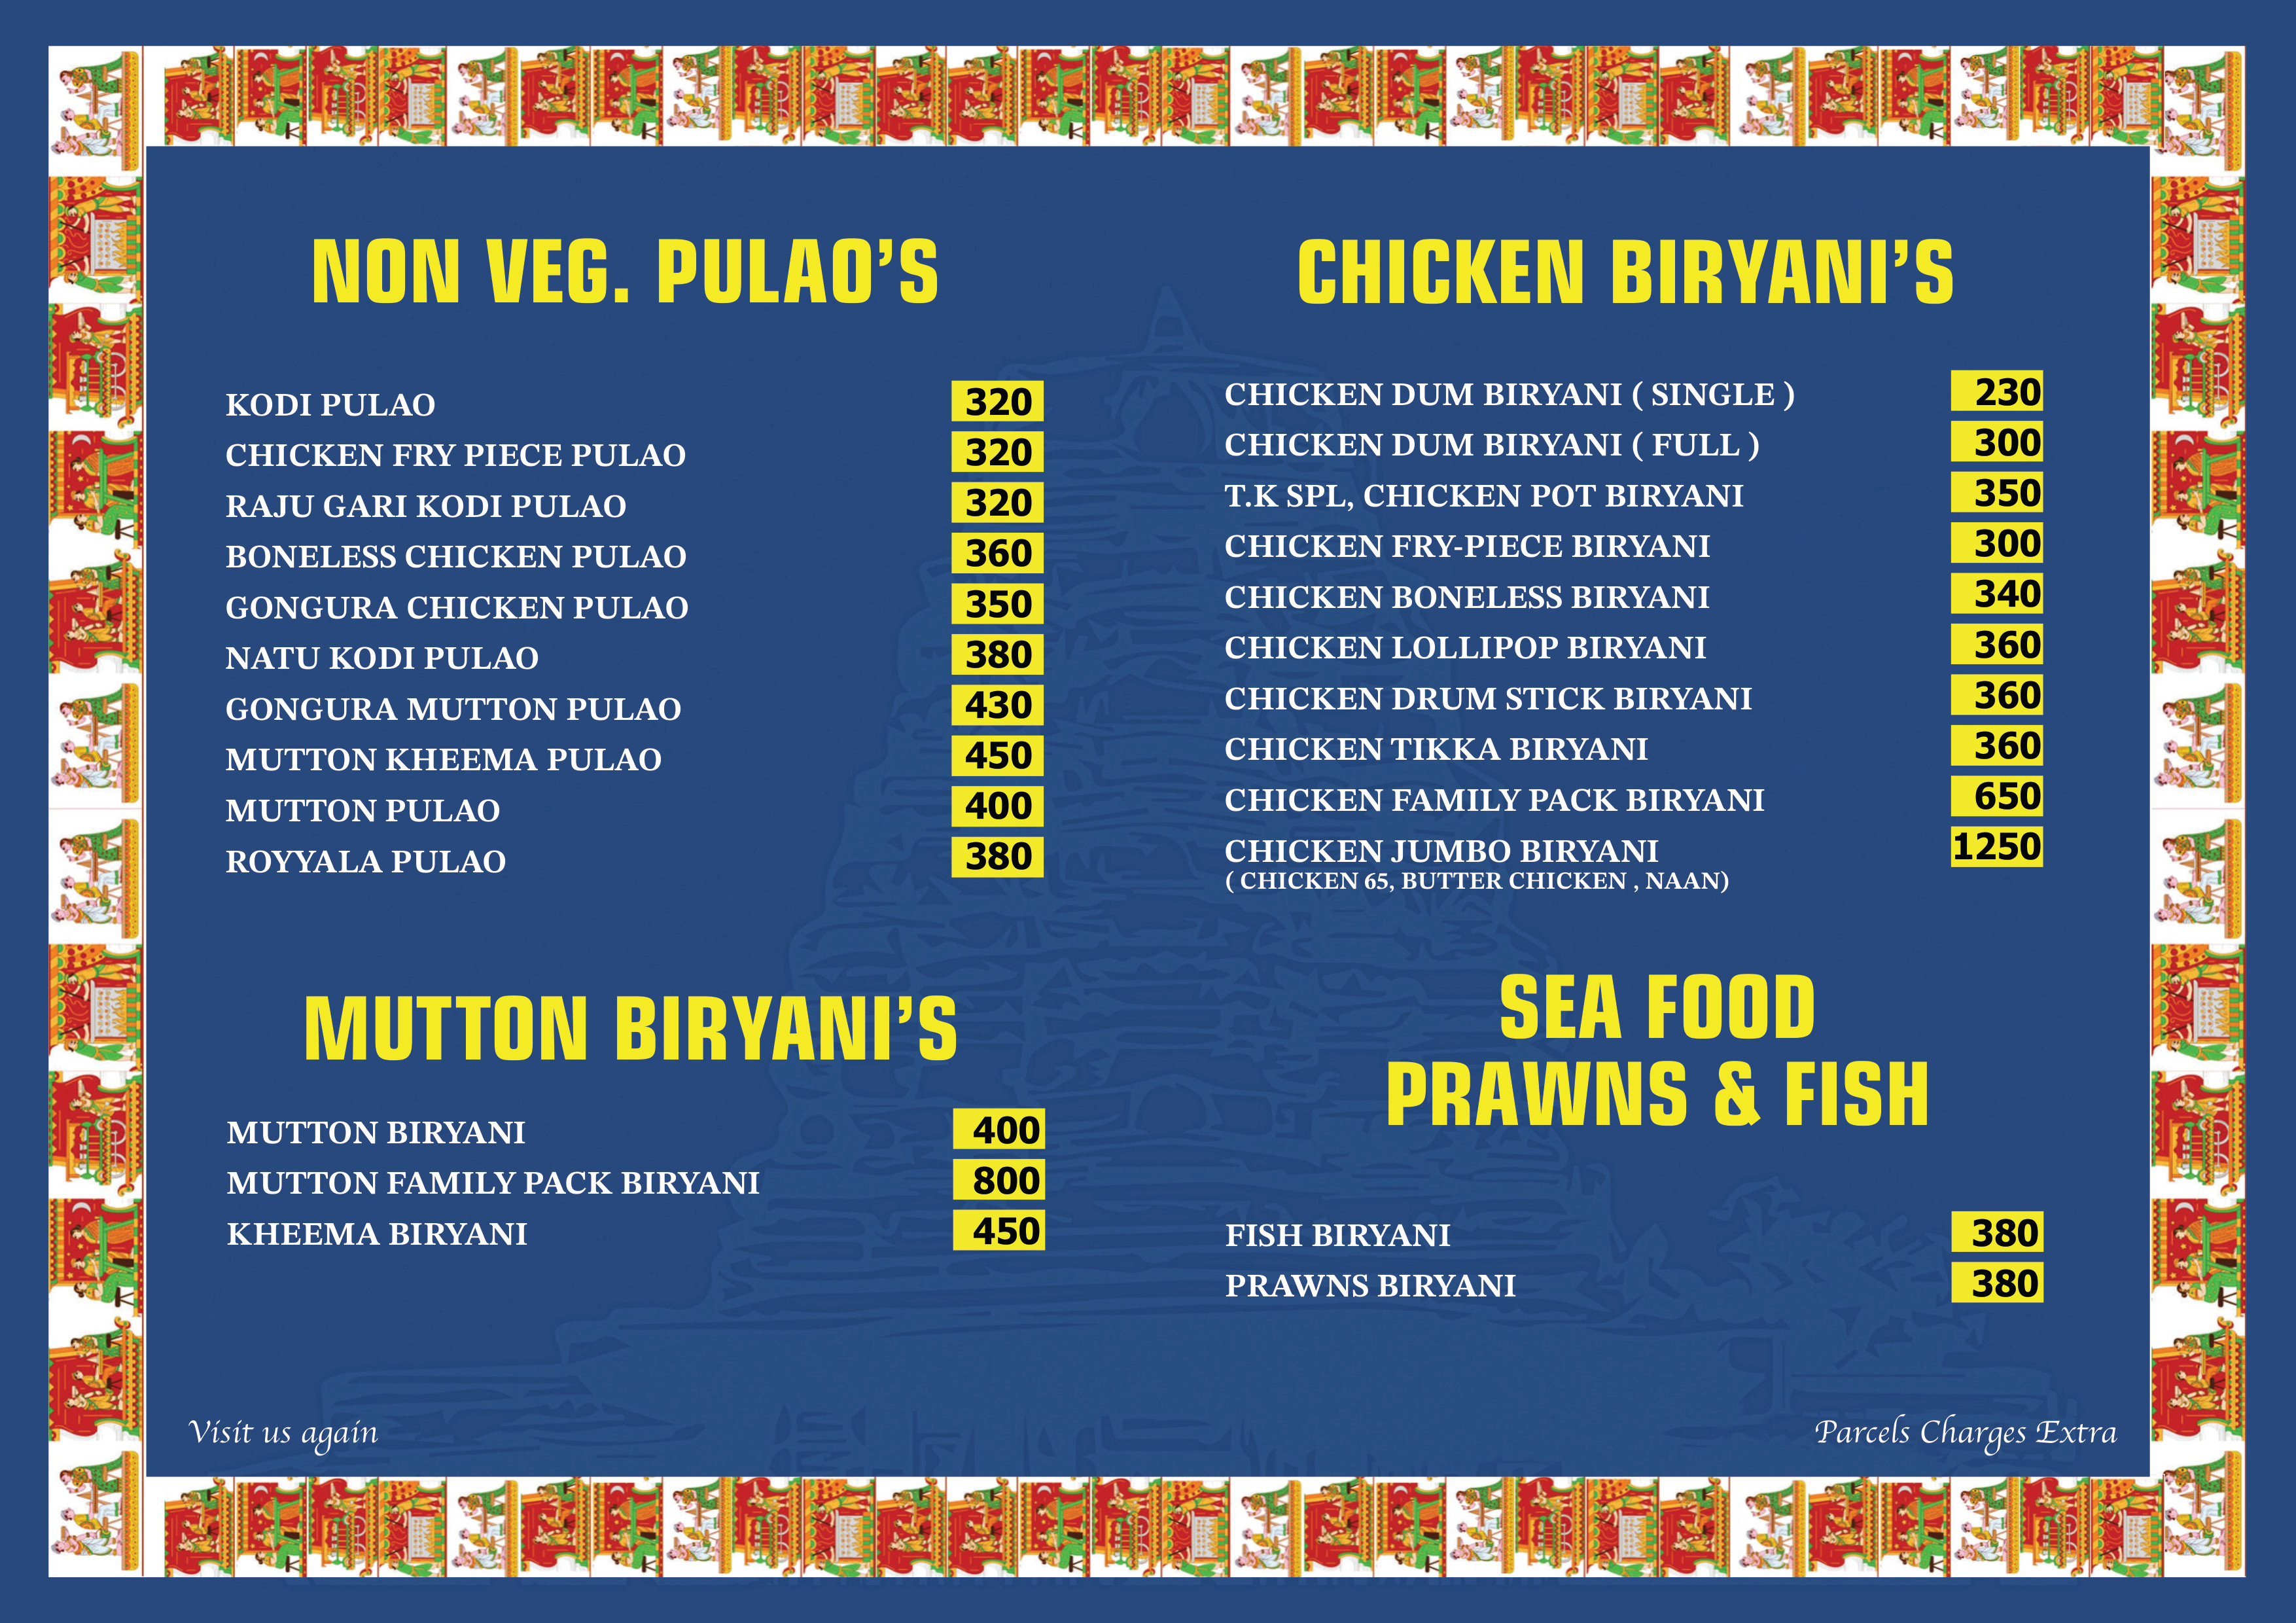 NON VEG. PULAO'S
KODI PULAO 320
CHICKEN FRY PIECE PULAO 320
RAJU GARI KODI PULAO 320
BONELESS CHICKEN PULAO 360
GONGURA CHICKEN PULAO 350
NATU KODI PULAO 380
GONGURA MUTTON PULAO 430
MUTTON KHEEMA PULAO 450
MUTTON PULAO 400
ROYYALA PULAO 380
MUTTON BIRYANI'S
MUTTON BIRYANI 400
MUTTON FAMILY PACK BIRYANI 800
KHEEMA BIRYANI 450
CHICKEN BIRYANI'S
CHICKEN DUM BIRYANI ( SINGLE ) 230
CHICKEN DUM BIRYANI ( FULL ) 300
T.K SPL, CHICKEN POT BIRYANI 350
CHICKEN FRY-PIECE BIRYANI 300
CHICKEN BONELESS BIRYANI 340
CHICKEN LOLLIPOP BIRYANI 360
CHICKEN DRUM STICK BIRYANI 360
CHICKEN TIKKA BIRYANI 360
CHICKEN FAMILY PACK BIRYANI 650
CHICKEN JUMBO BIRYANI 1250
( CHICKEN 65, BUTTER CHICKEN , NAAN)
SEA FOOD
PRAWNS & FISH
FISH BIRYANI 380
PRAWNS BIRYANI 380
Visit us again
Parcels Charges Extra